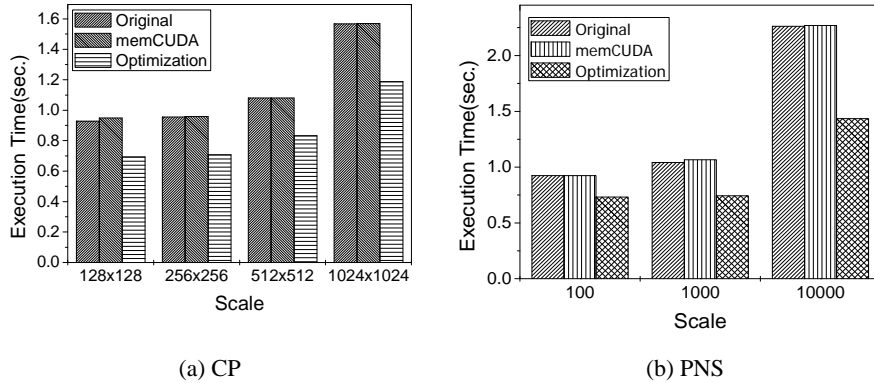 Original
memCUDA
Optimization
Execution Time(sec.)
1.6
1.4
1.2
1.0
0.8
0.6
0.4
0.2
0.0
128x128 256x256 512x512 1024x1024
Scale
(a) CP
Original
memCUDA
Optimization
Execution Time(sec.)
2.0
1.5
1.0
0.5
0.0
100 1000 10000
Scale
(b) PNS